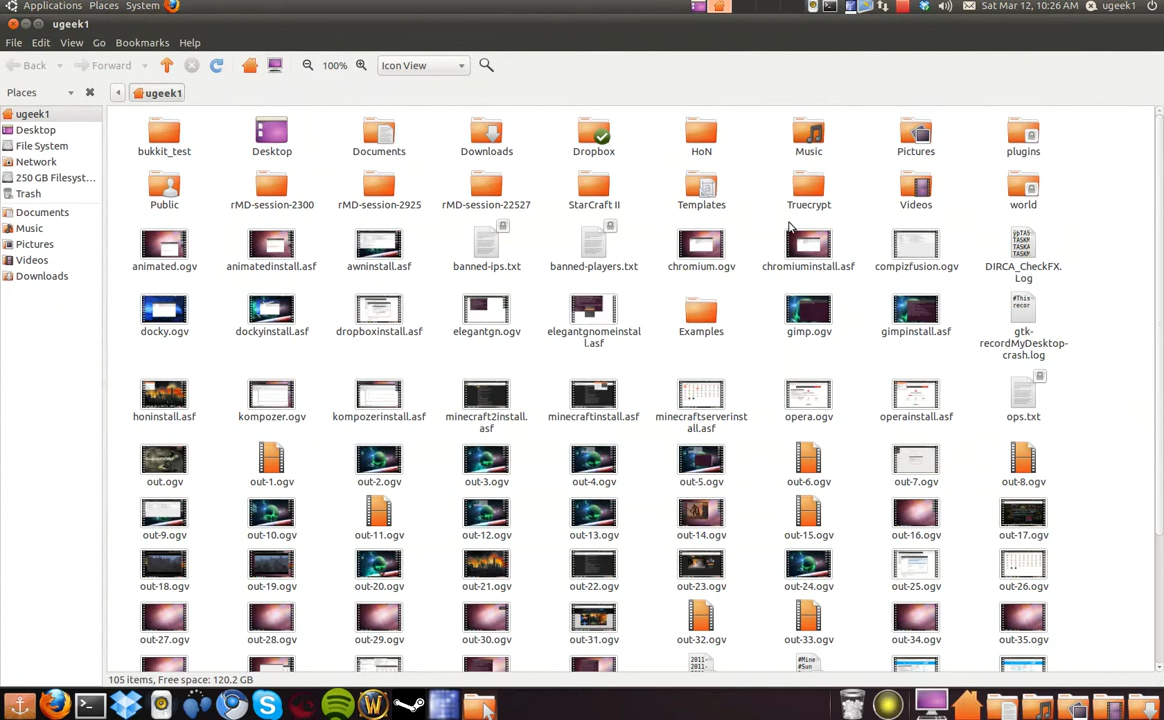 Applications Places System Sat Mar 12, 10:26 AM ugeek1
ugeek1
File Edit View Go Bookmarks Help
Back Forward 100% Icon View
Places ugeek1
ugeek1
Desktop
File System
Network
250 GB Filesyst...
Trash
Documents
Music
Pictures
Videos
Downloads
bukkit_test Desktop Documents Downloads Dropbox HoN Music Pictures plugins
Public rMD-session-2300 rMD-session-2925 rMD-session-22527 StarCraft II Templates Truecrypt Videos world
animated.ogv animatedinstall.asf awninstall.asf banned-ips.txt banned-players.txt chromium.ogv chromiuminstall.asf compizfusion.ogv DIRCA_CheckFX.
Log
docky.ogv dockyinstall.asf dropboxinstall.asf elegantgn.ogv elegantgnomeinstal
l.asf Examples gimp.ogv gimpinstall.asf gtk-
recordMyDesktop-
crash.log
honinstall.asf kompozer.ogv kompozerinstall.asf minecraft2install.
asf minecraftinstall.asf minecraftserverinst
all.asf opera.ogv operainstall.asf ops.txt
out.ogv out-1.ogv out-2.ogv out-3.ogv out-4.ogv out-5.ogv out-6.ogv out-7.ogv out-8.ogv
out-9.ogv out-10.ogv out-11.ogv out-12.ogv out-13.ogv out-14.ogv out-15.ogv out-16.ogv out-17.ogv
out-18.ogv out-19.ogv out-20.ogv out-21.ogv out-22.ogv out-23.ogv out-24.ogv out-25.ogv out-26.ogv
out-27.ogv out-28.ogv out-29.ogv out-30.ogv out-31.ogv out-32.ogv out-33.ogv out-34.ogv out-35.ogv
105 items, Free space: 120.2 GB